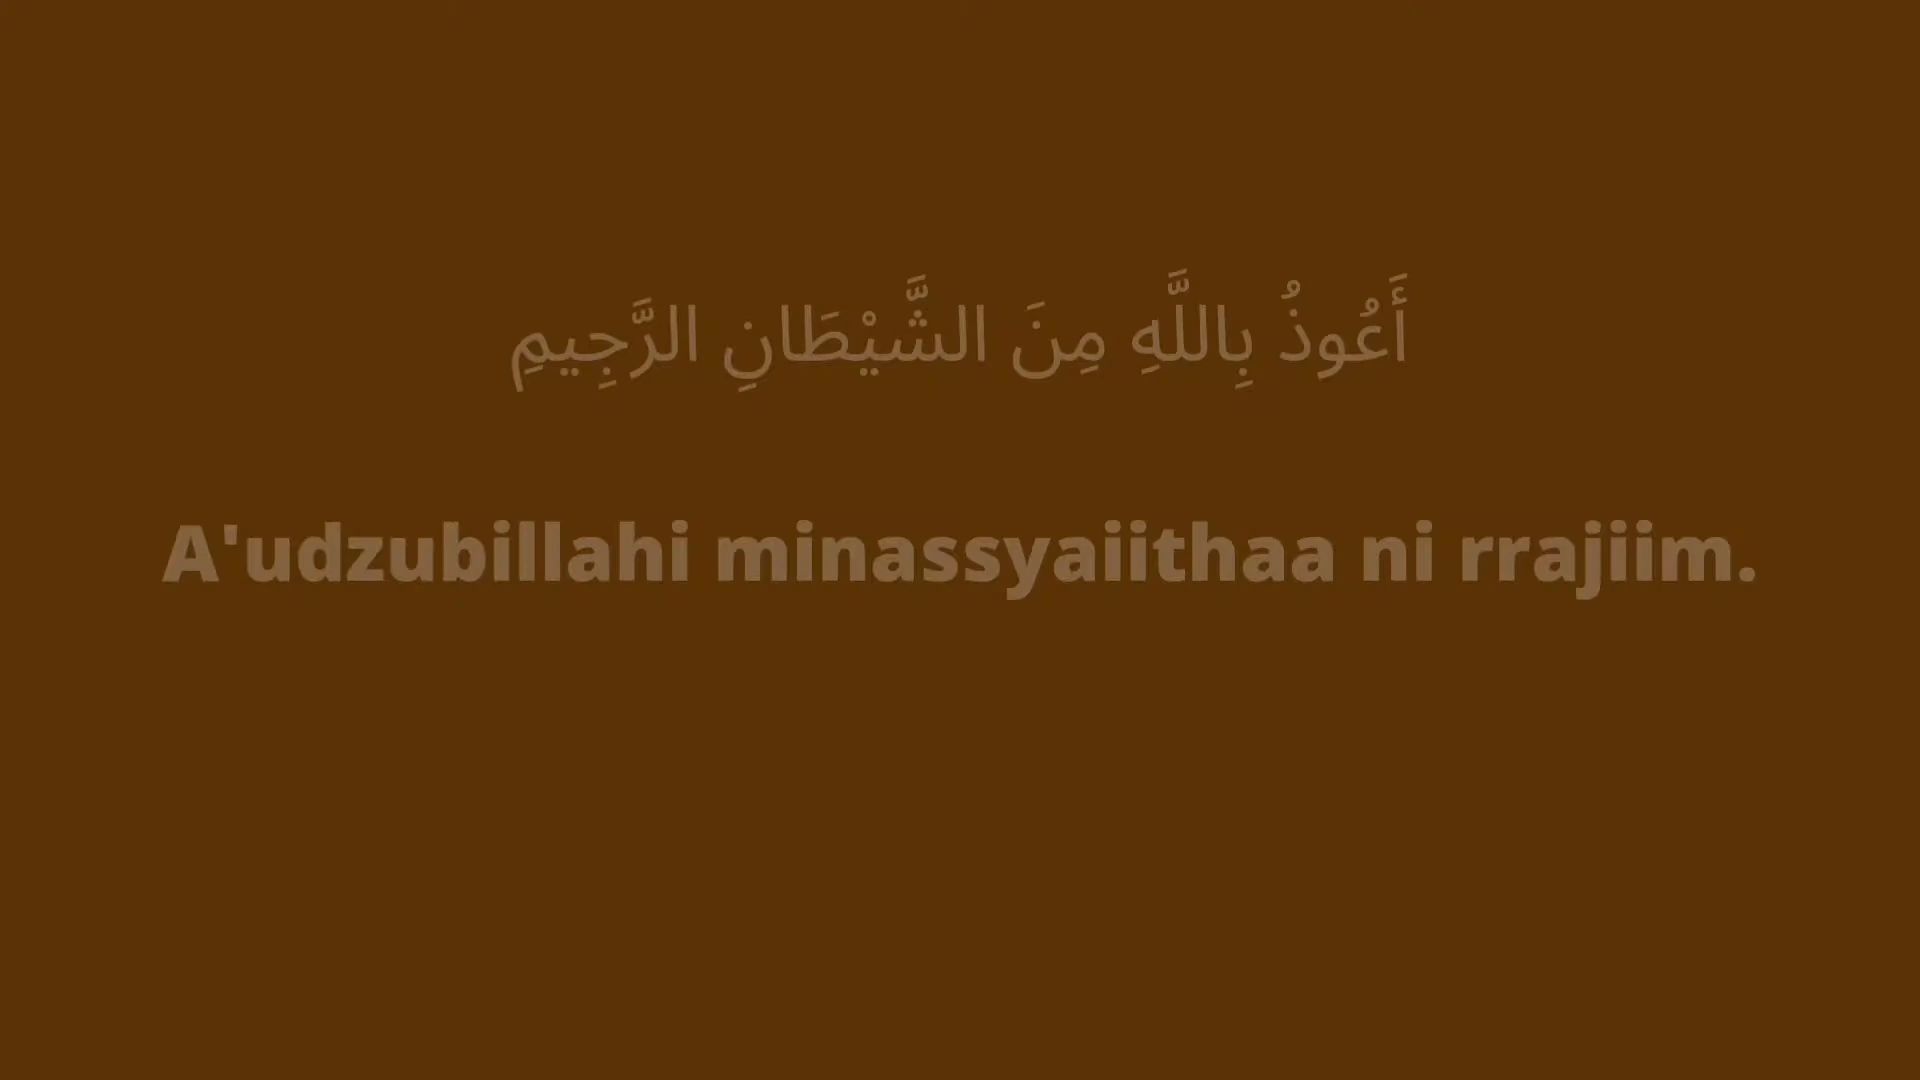 أَعُوذُ بِاللَّهِ مِنَ الشَّيْطَانِ الرَّجِيمِ
A'udzubillahi minassyaiithaa ni rrajiim.